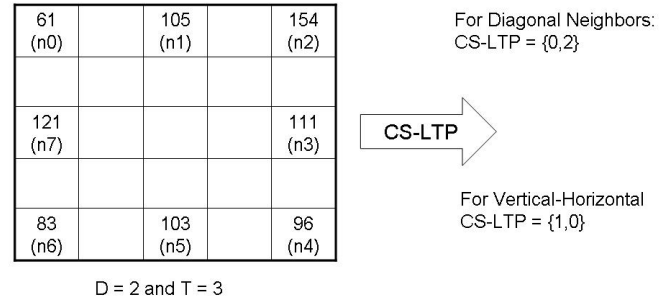 61 105 154
(n0) (n1) (n2)
121 111
(n7) (n3)
83 103 96
(n6) (n5) (n4)
D = 2 and T = 3
CS-LTP
For Diagonal Neighbors:
CS-LTP = {0,2}
For Vertical-Horizontal
CS-LTP = {1,0}